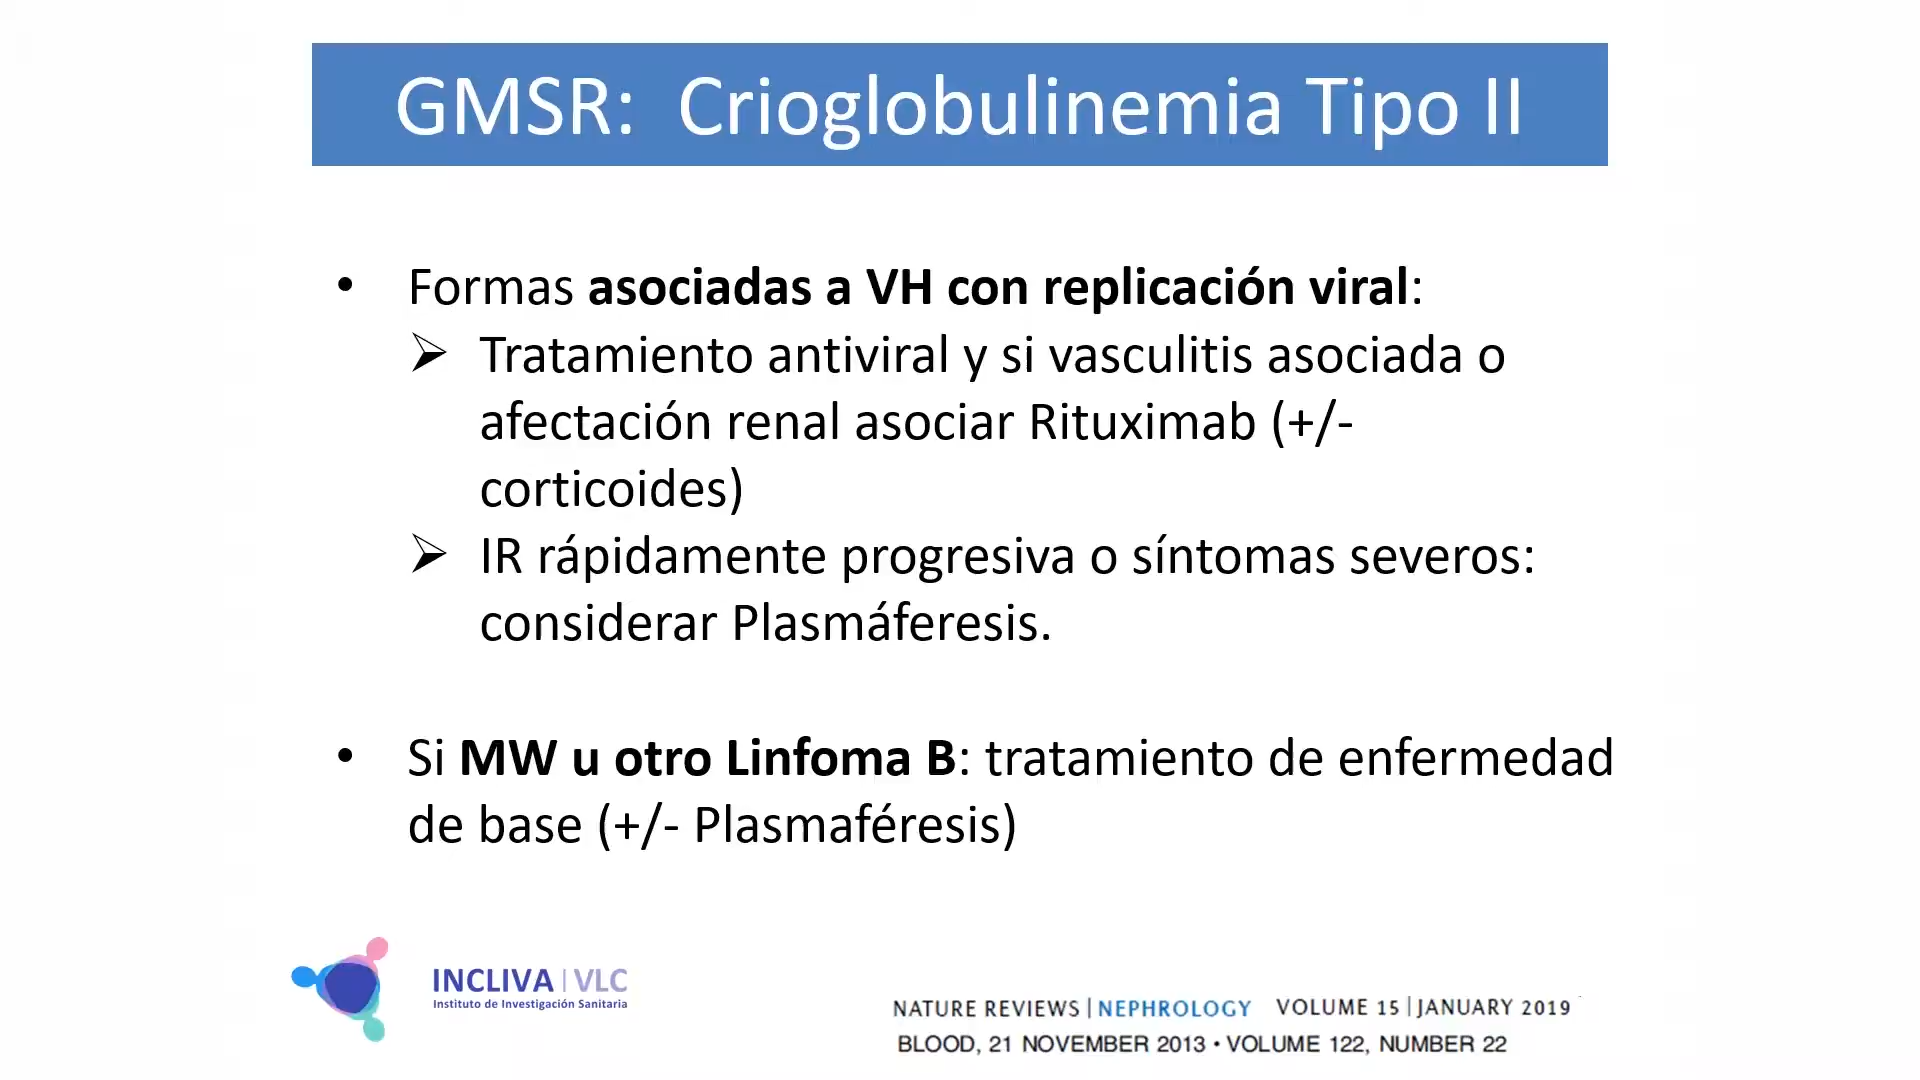 GMSR: Crioglobulinemia Tipo II
• Formas asociadas a VH con replicación viral:
➢ Tratamiento antiviral y si vasculitis asociada o
afectación renal asociar Rituximab (+/-
corticoides)
➢ IR rápidamente progresiva o síntomas severos:
considerar Plasmáferesis.
• Si MW u otro Linfoma B: tratamiento de enfermedad
de base (+/- Plasmaféresis)
INCLIVA | VLC
Instituto de Investigación Sanitaria
NATURE REVIEWS | NEPHROLOGY VOLUME 15 | JANUARY 2019
BLOOD, 21 NOVEMBER 2013 • VOLUME 122, NUMBER 22